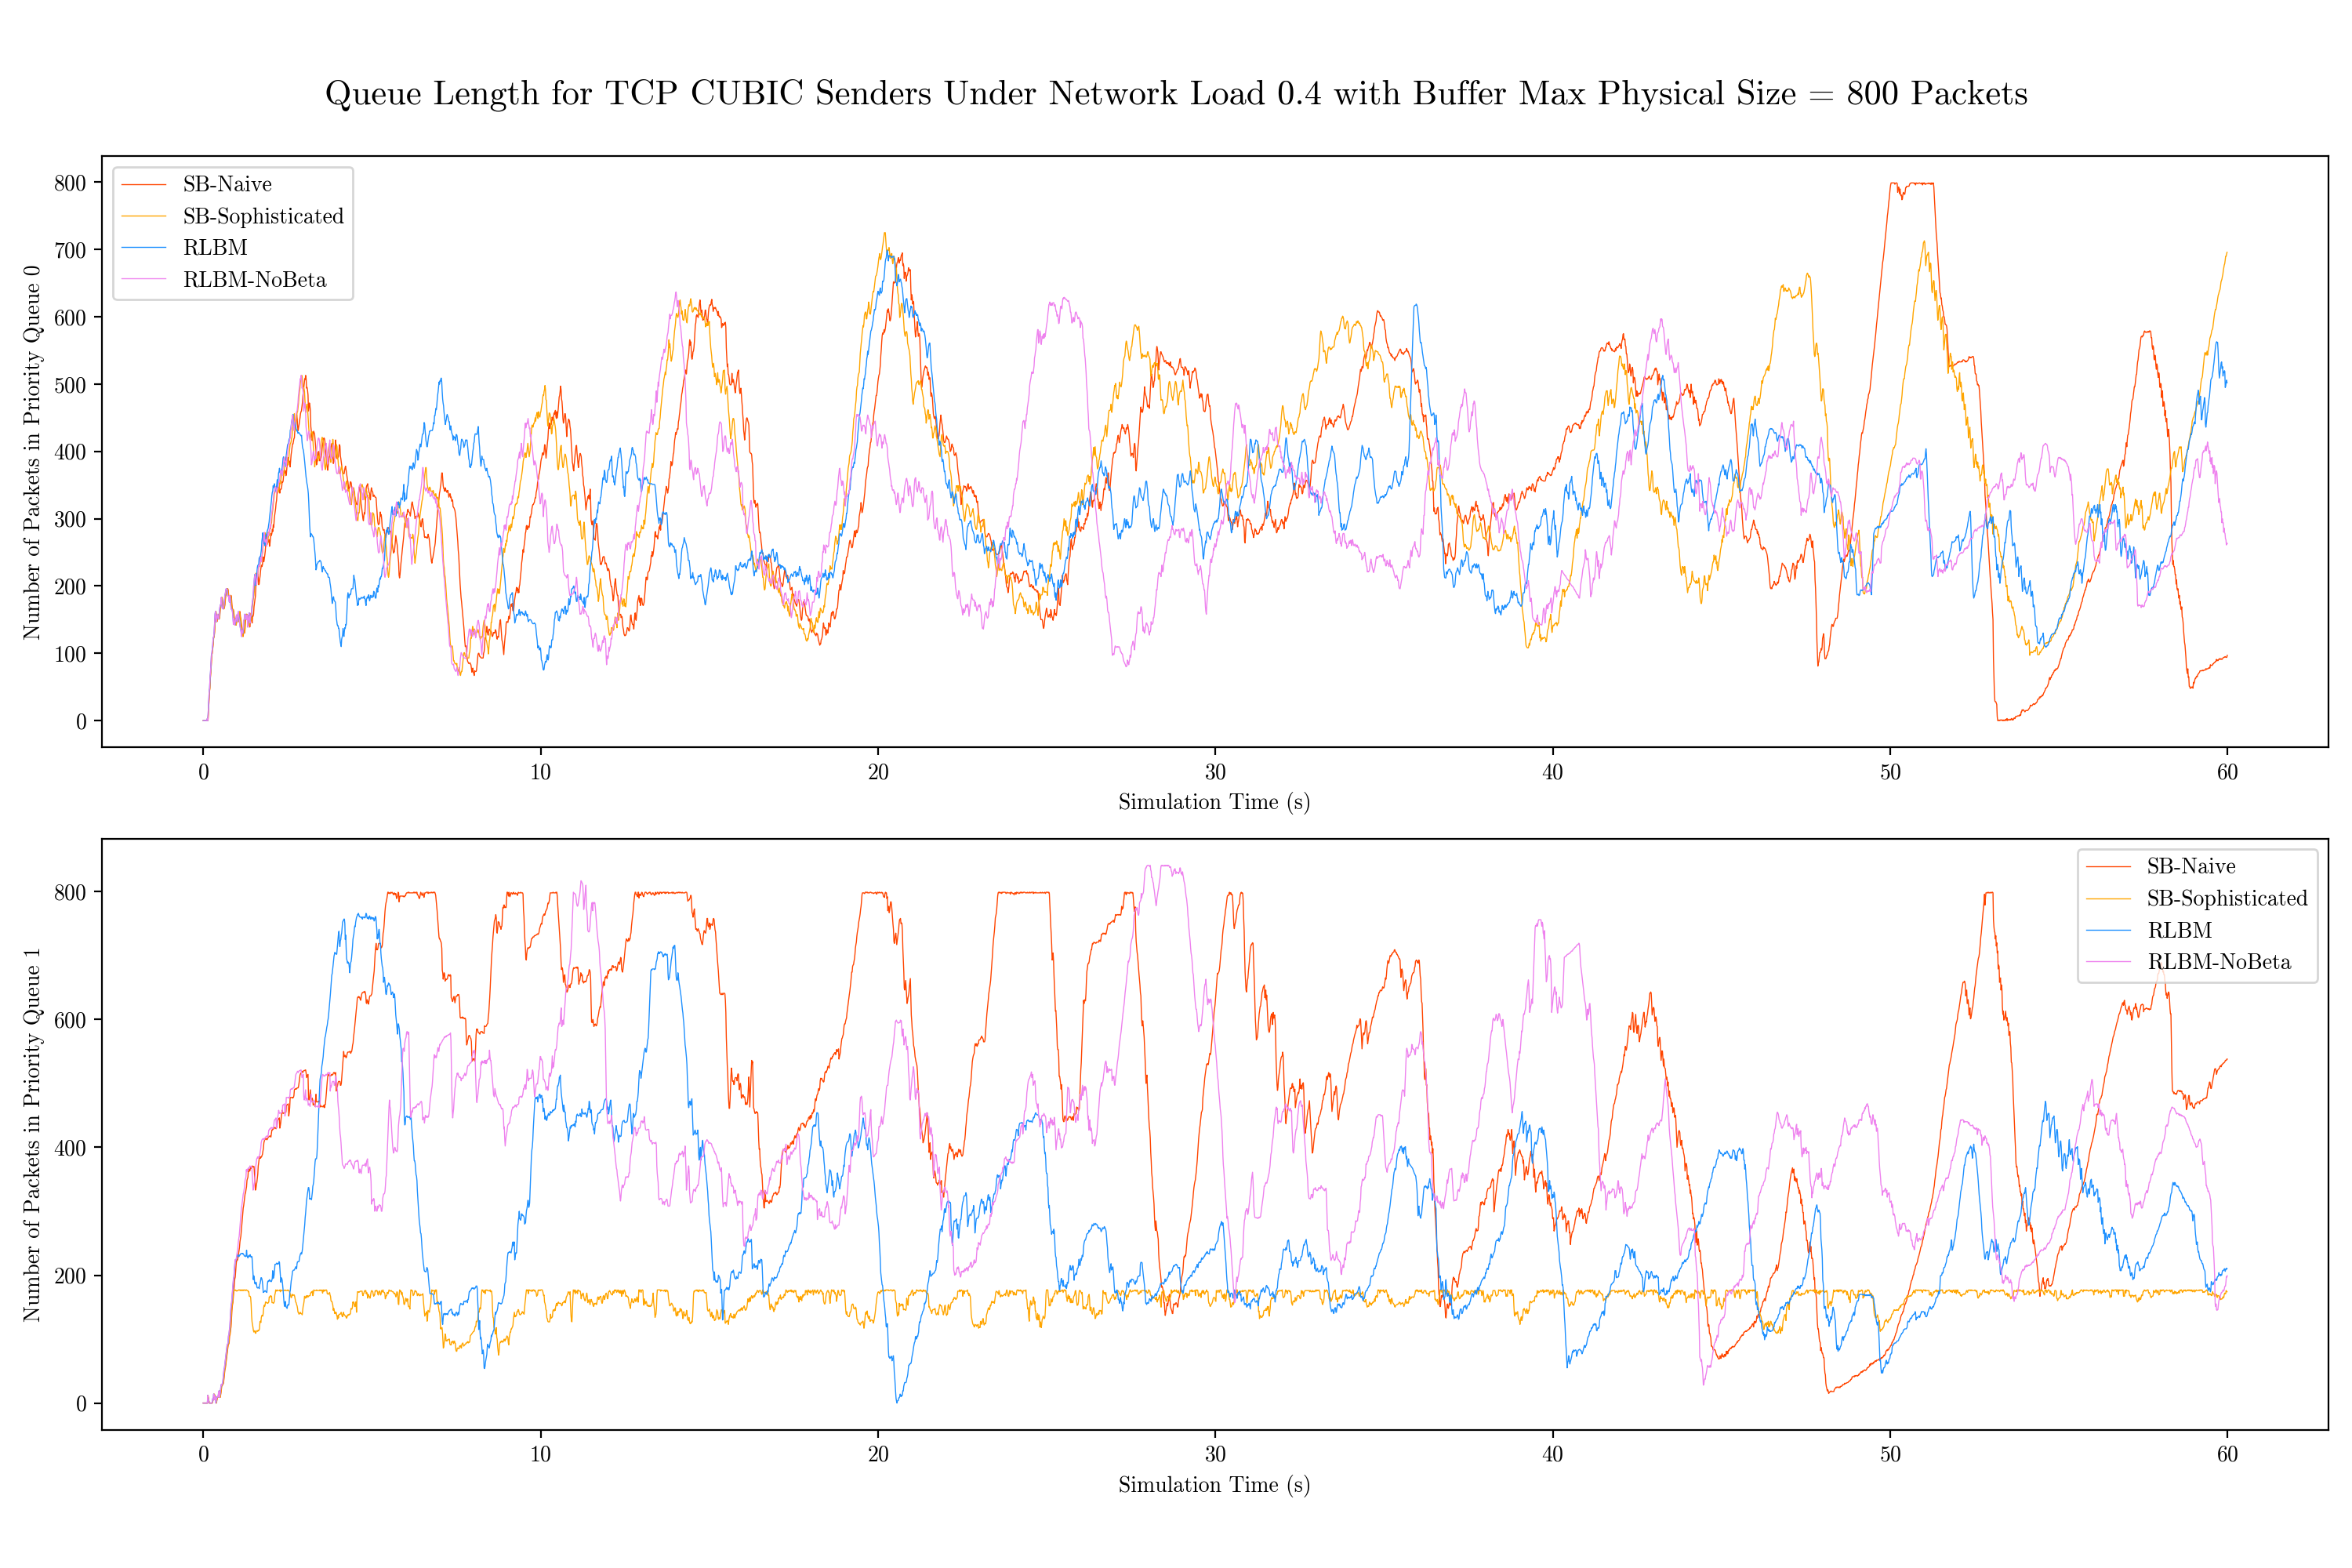 Queue Length for TCP CUBIC Senders Under Network Load 0.4 with Buffer Max Physical Size = 800 Packets
Number of Packets in Priority Queue 0
800
700
600
500
400
300
200
100
0
SB-Naive
SB-Sophisticated
RLBM
RLBM-NoBeta
0 10 20 30 40 50 60
Simulation Time (s)
Number of Packets in Priority Queue 1
800
600
400
200
0
SB-Naive
SB-Sophisticated
RLBM
RLBM-NoBeta
0 10 20 30 40 50 60
Simulation Time (s)